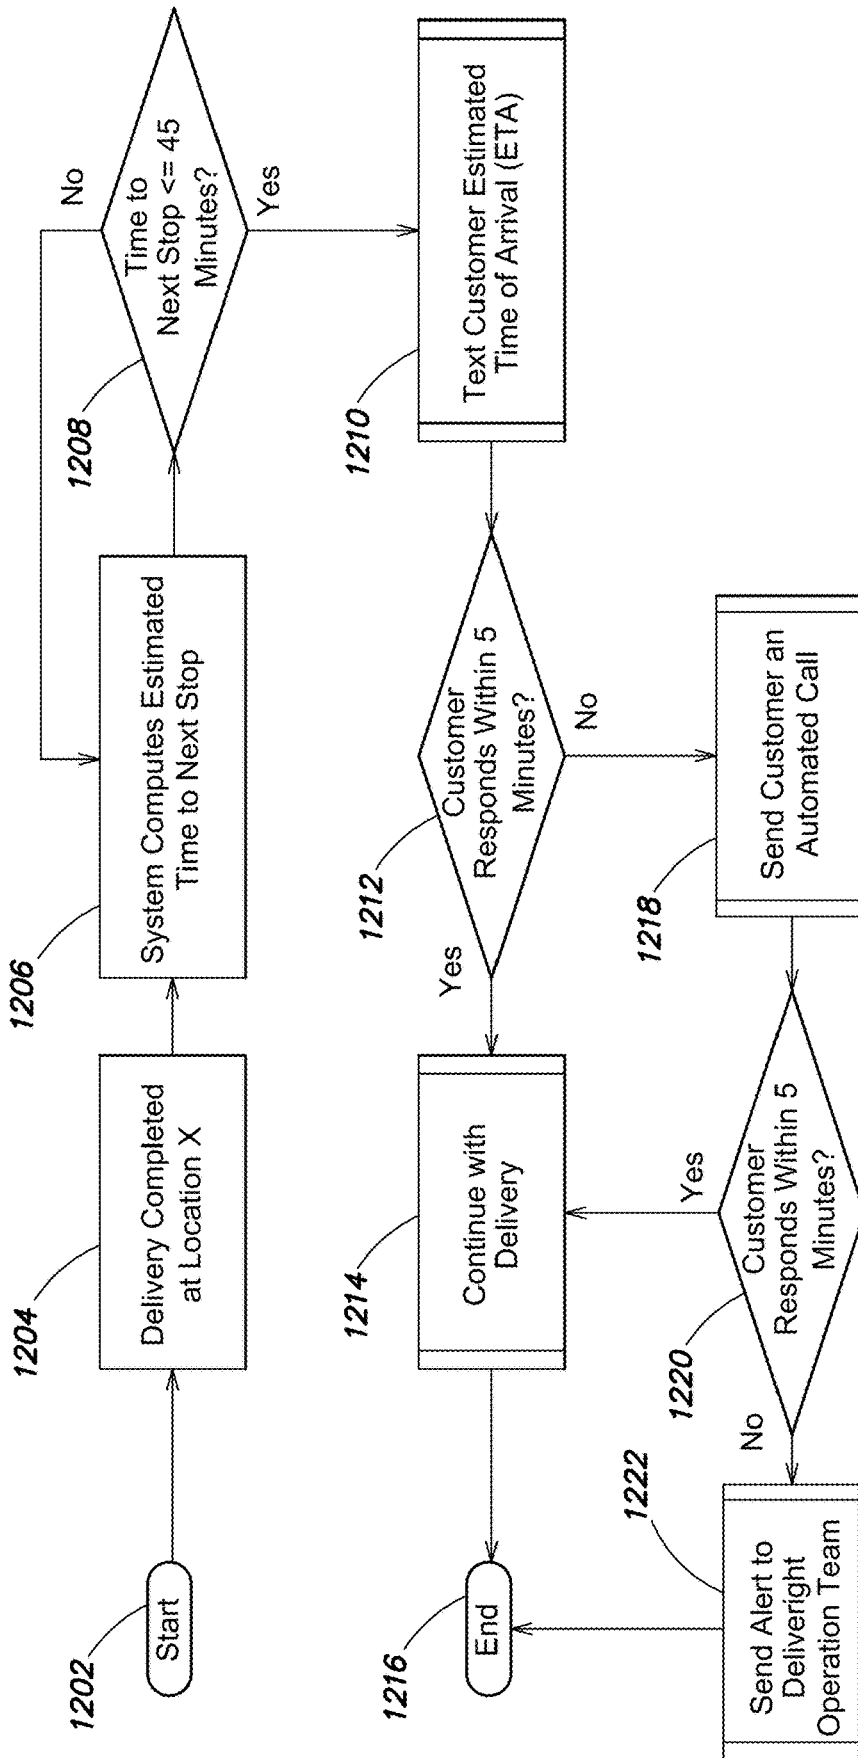 1202
Start
1204
Delivery Completed
at Location X
1206
System Computes Estimated
Time to Next Stop
1208
Time to
Next Stop <= 45
Minutes?
No
Yes
1210
Text Customer Estimated
Time of Arrival (ETA)
1212
Customer
Responds Within 5
Minutes?
Yes
No
1214
Continue with
Delivery
1216
End
1218
Send Customer an
Automated Call
1220
Customer
Responds Within 5
Minutes?
Yes
No
1222
Send Alert to
Deliveright
Operation Team